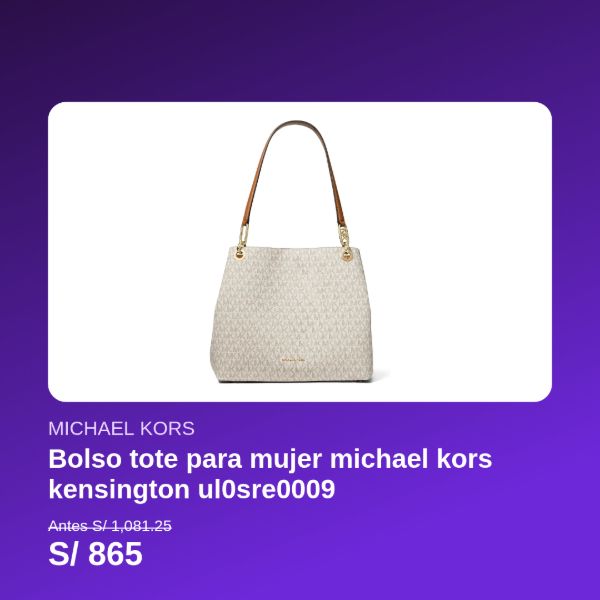 MICHAEL KORS
Bolso tote para mujer michael kors
kensington ul0sre0009
Antes S/ 1,081.25
S/ 865